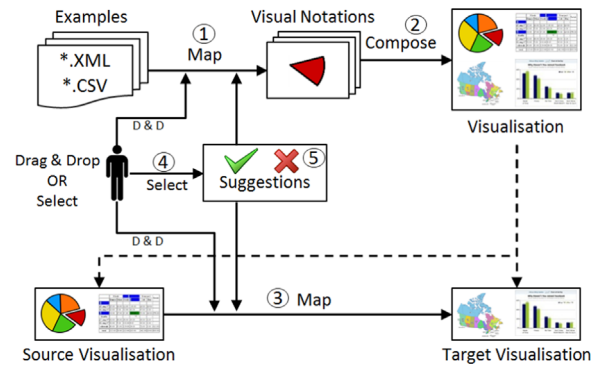 Examples
*.XML
*.CSV
① Map
Visual Notations
② Compose
Visualisation
D & D
Drag & Drop
OR
Select
④ Select
⑤
Suggestions
D & D
③ Map
Source Visualisation
Target Visualisation